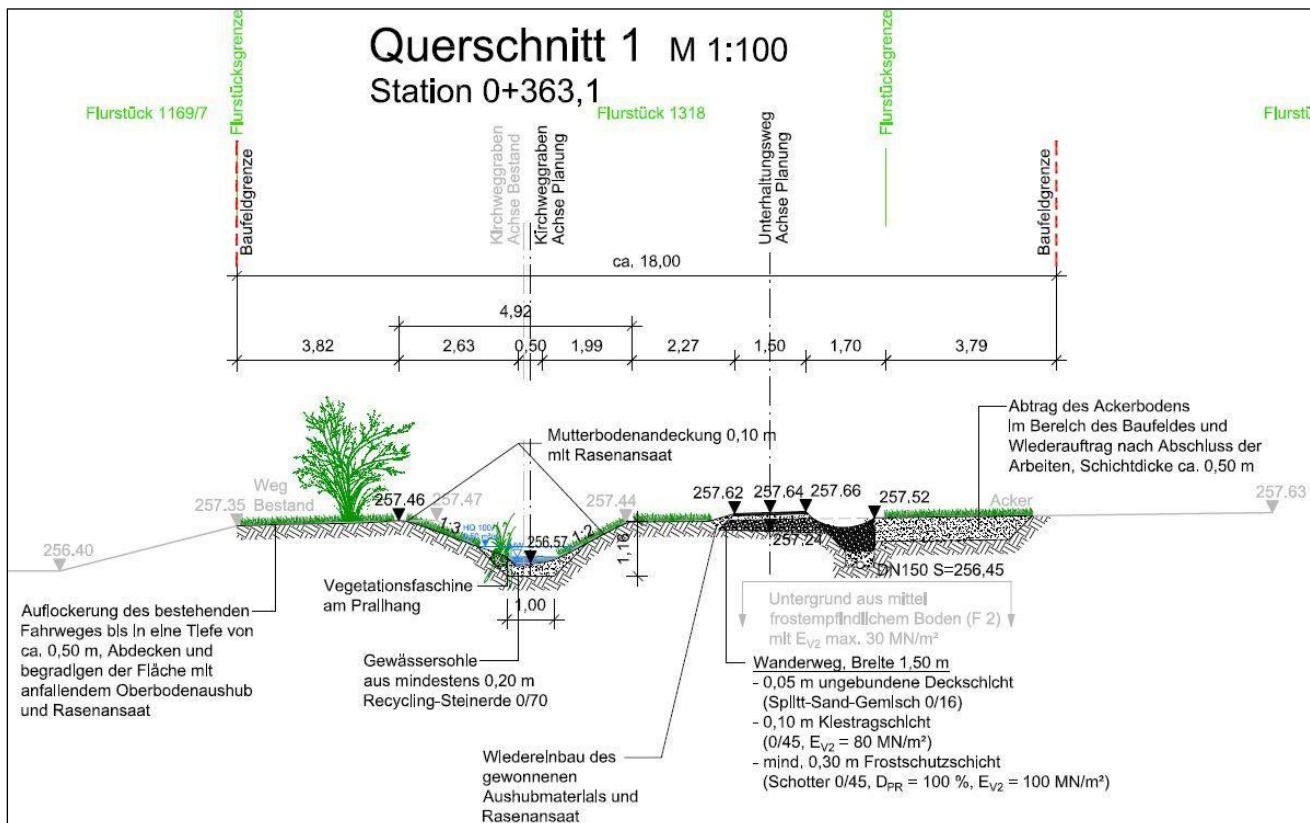 Querschnitt 1 M 1:100
Station 0+363,1
Flurstück 1169/7
Flurstücksgrenze
Flurstück 1318
Flurstücksgrenze
Baufeldgrenze
Kirchweggraben
Achse Bestand
Kirchweggraben
Achse Planung
Unterhaltungsweg
Achse Planung
Baufeldgrenze
ca. 18,00
4,92
3,82 2,63 0,50 1,99 2,27 1,50 1,70 3,79
Abtrag des Ackerbodens
im Bereich des Baufeldes und
Wiederauftrag nach Abschluss der
Arbeiten, Schichtdicke ca. 0,50 m
Mutterbodenandeckung 0,10 m
mit Rasenansaat
257.35
Weg
Bestand
257.46 257.47 257.44 257.62 257.64 257.66 257.52
Acker
257.63
256.40
1:3
HQ 100
256.57
1:2
1,16
257.24
DN150 S=256,45
Vegetationsfaschine
am Prallhang
1,00
Untergrund aus mittel
frostempfindlichem Boden (F 2)
mit EV2 max. 30 MN/m²
Auflockerung des bestehenden
Fahrweges bis in eine Tiefe von
ca. 0,50 m, Abdecken und
begradigen der Fläche mit
anfallendem Oberbodenaushub
und Rasenansaat
Gewässersohle
aus mindestens 0,20 m
Recycling-Steinerde 0/70
Wanderweg, Breite 1,50 m
- 0,05 m ungebundene Deckschicht
(Splitt-Sand-Gemisch 0/16)
- 0,10 m Kiestragschicht
(0/45, EV2 = 80 MN/m²)
- mind. 0,30 m Frostschutzschicht
(Schotter 0/45, DPR = 100 %, EV2 = 100 MN/m²)
Wiedereinbau des
gewonnenen
Aushubmaterials und
Rasenansaat